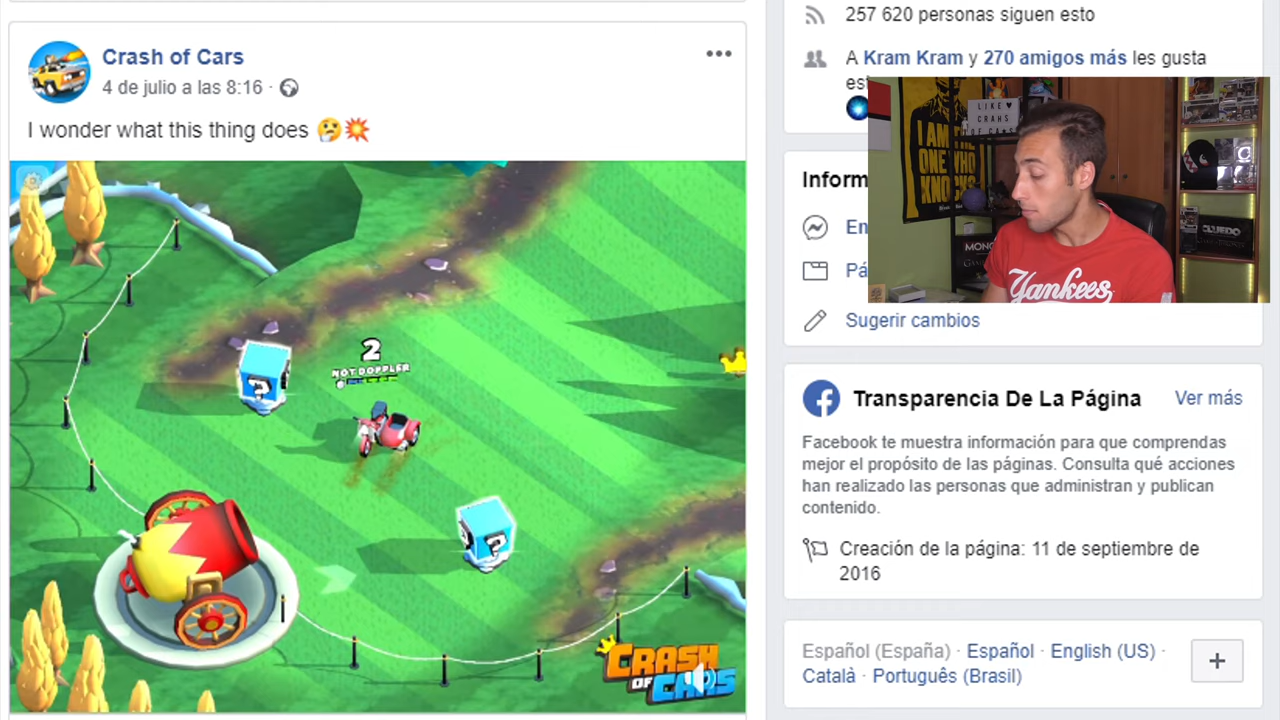 Crash of Cars
4 de julio a las 8:16 ·
I wonder what this thing does
2
NOT DOPPLER
CRASH
OF CARS
257 620 personas siguen esto
A Kram Kram y 270 amigos más les gusta
LIKE
CRAHS
OF CARS
I AM THE
ONE WHO
KNOCKS
MONO
CLUEDO
Yankees
Inform
En
Pá
Sugerir cambios
Transparencia De La Página
Ver más
Facebook te muestra información para que comprendas
mejor el propósito de las páginas. Consulta qué acciones
han realizado las personas que administran y publican
contenido.
Creación de la página: 11 de septiembre de
2016
Español (España) · Español · English (US) ·
Català · Português (Brasil)